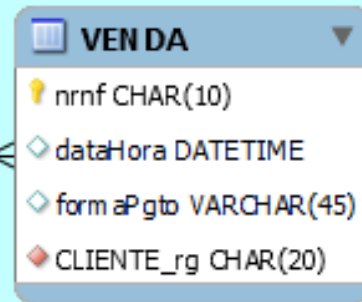 VENDA
nrnf CHAR(10)
dataHora DATETIME
formaPgto VARCHAR(45)
CLIENTE_rg CHAR(20)